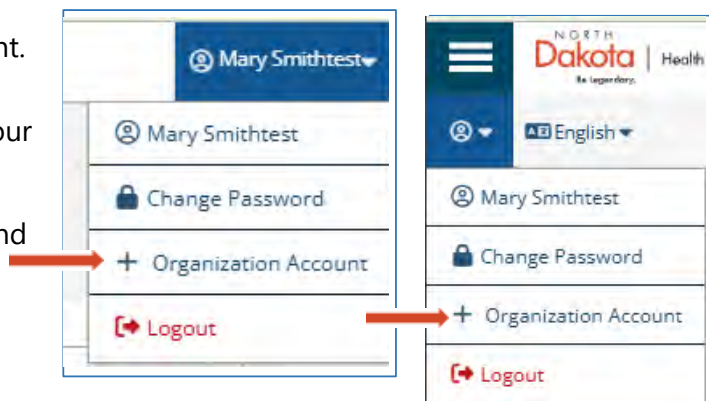 nt.
our
nd
Mary Smithtest
Mary Smithtest
Change Password
+ Organization Account
Logout
NORTH
Dakota | Health
Be Legendary.
English
Mary Smithtest
Change Password
+ Organization Account
Logout